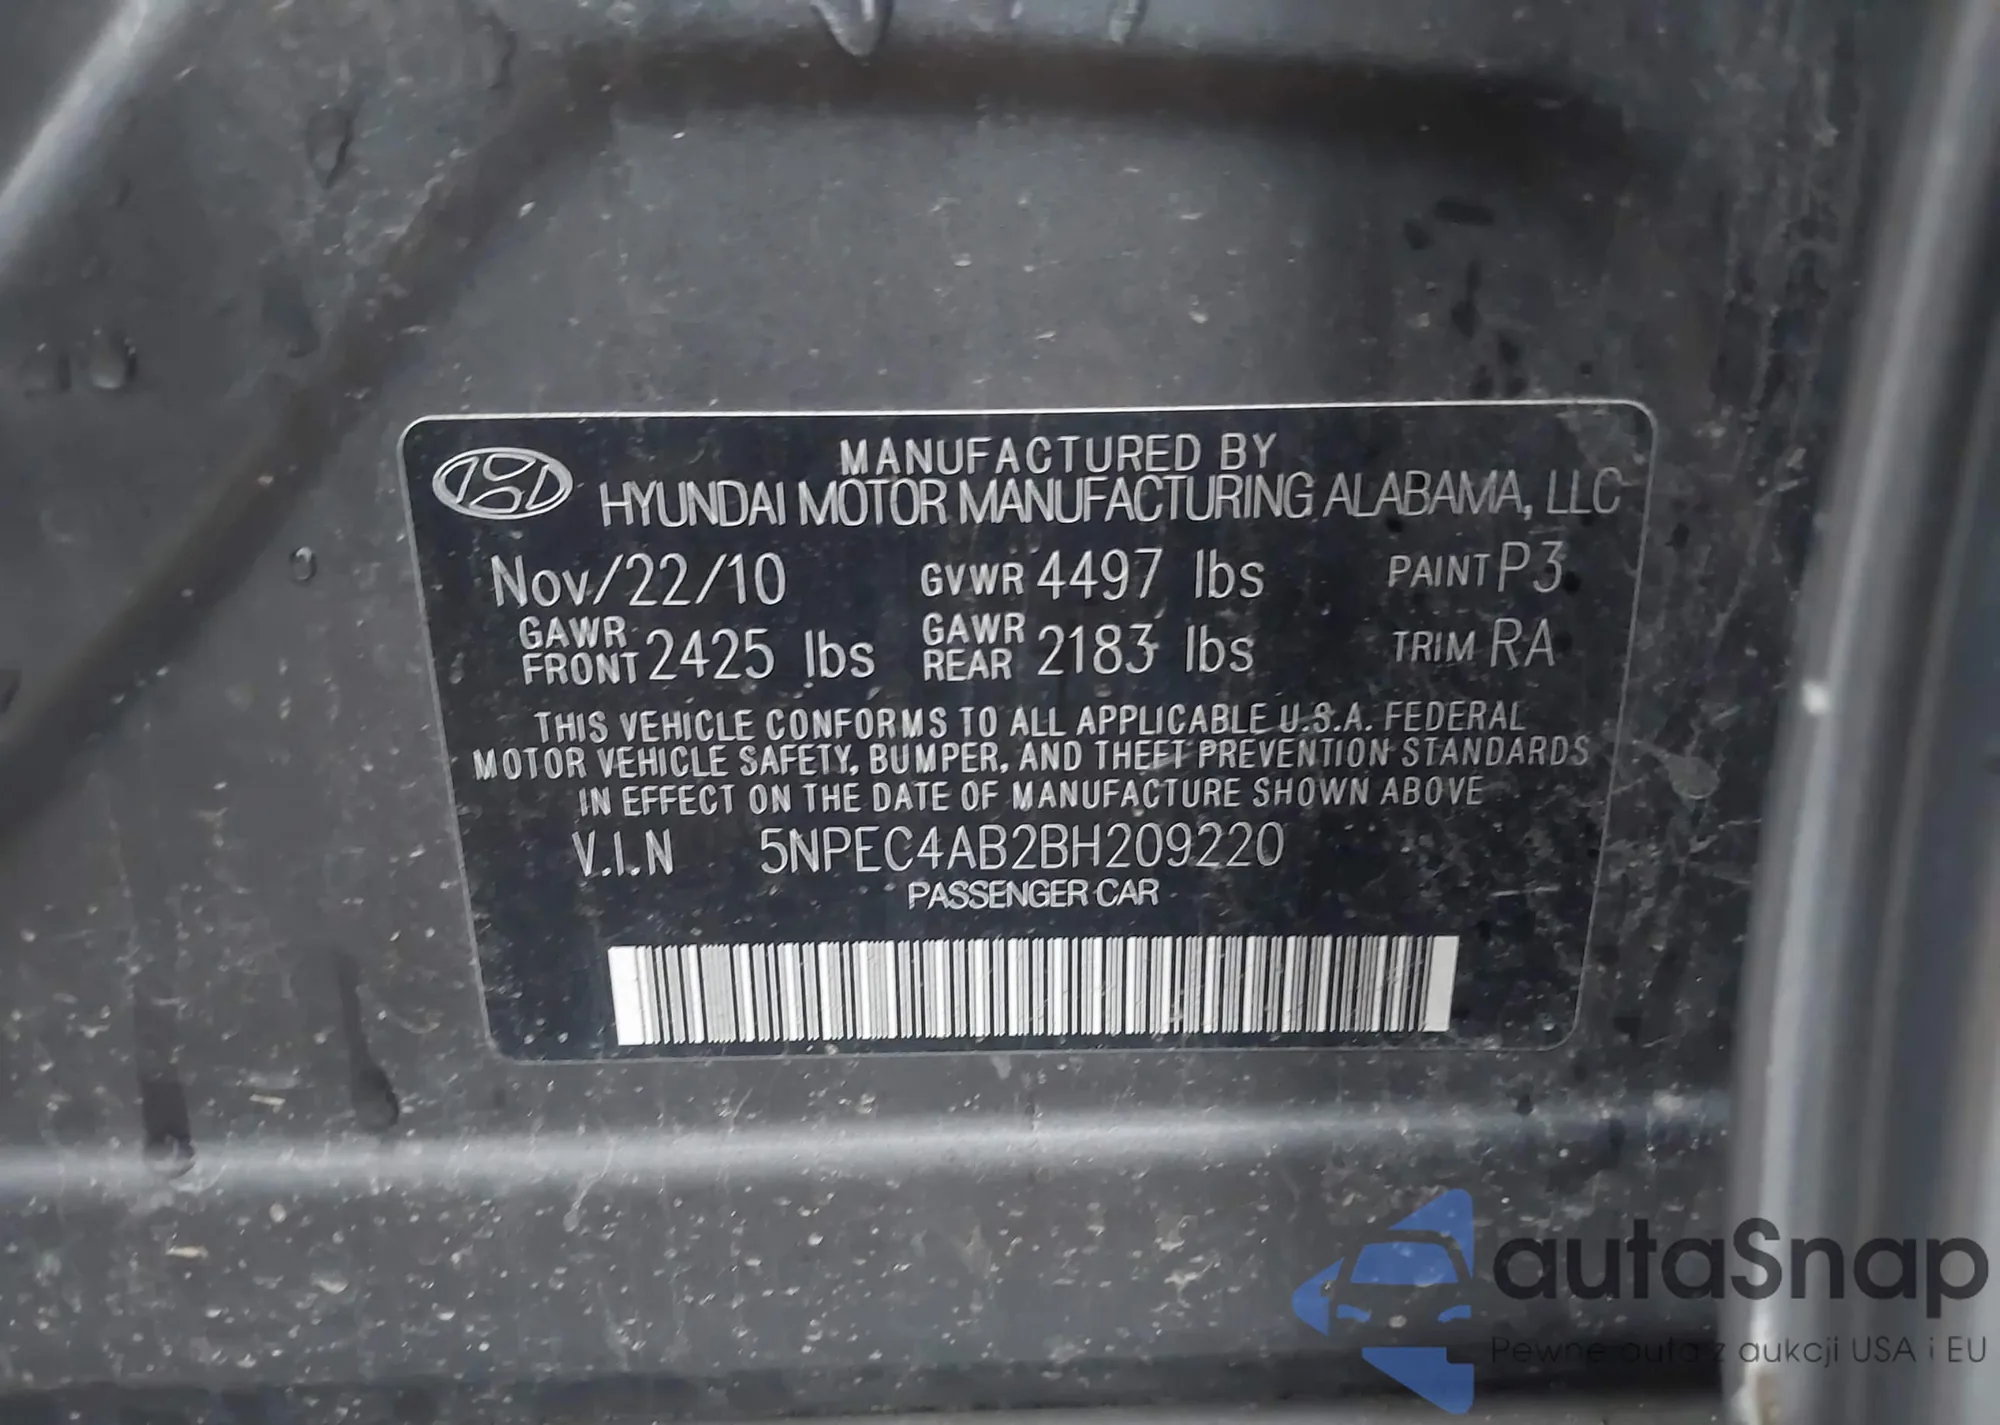 MANUFACTURED BY
HYUNDAI MOTOR MANUFACTURING ALABAMA, LLC
Nov/22/10 GVWR 4497 lbs PAINT P3
GAWR FRONT 2425 lbs GAWR REAR 2183 lbs TRIM RA
THIS VEHICLE CONFORMS TO ALL APPLICABLE U.S.A. FEDERAL
MOTOR VEHICLE SAFETY, BUMPER, AND THEFT PREVENTION STANDARDS
IN EFFECT ON THE DATE OF MANUFACTURE SHOWN ABOVE
V.I.N 5NPEC4AB2BH209220
PASSENGER CAR
autaSnap
Pewne auta z aukcji USA i EU